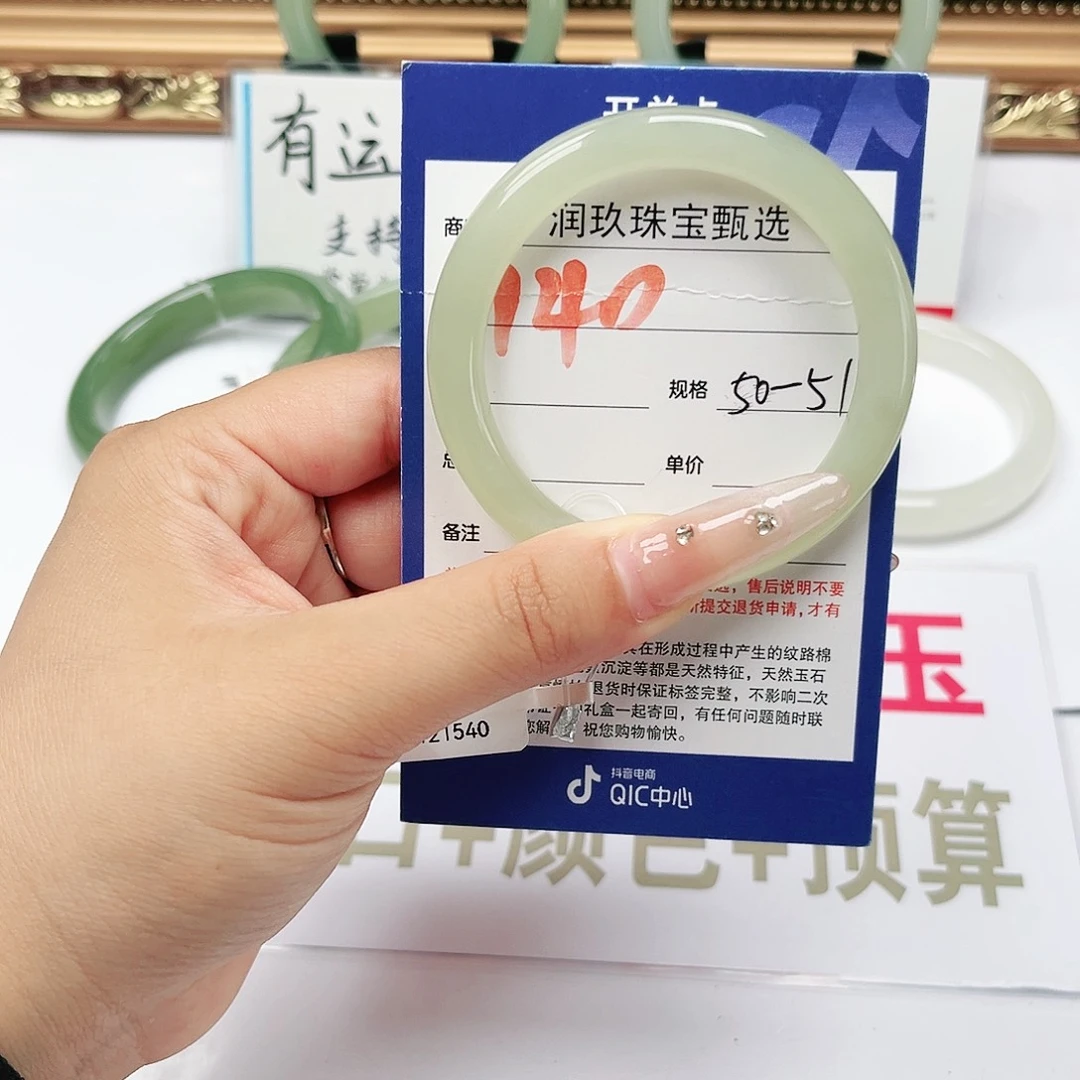 有运
支持
商
润玖珠宝甄选
140
规格 50-51
单价
备注
售后说明不要
提交退货申请,才有
在形成过程中产生的纹路棉
沉淀等都是天然特征，天然玉石
退货时保证标签完整，不影响二次
礼盒一起寄回，有任何问题随时联
祝您购物愉快。
21540
抖音电商
QIC中心
玉
口+颜色+预算